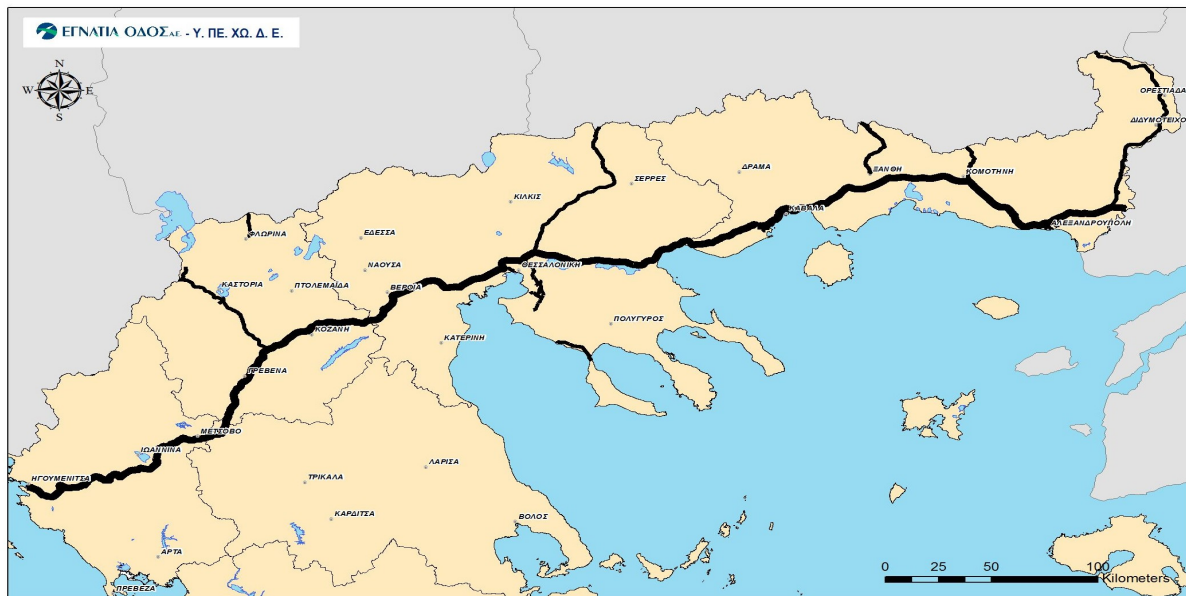 ΕΓΝΑΤΙΑ ΟΔΟΣ Α.Ε. - Υ. ΠΕ. ΧΩ. Δ. Ε.
N
W E
S
ΟΡΕΣΤΙΑΔΑ
ΔΙΔΥΜΟΤΕΙΧΟ
ΔΡΑΜΑ
ΞΑΝΘΗ
ΚΟΜΟΤΗΝΗ
ΣΕΡΡΕΣ
ΚΙΛΚΙΣ
ΚΑΒΑΛΑ
ΑΛΕΞΑΝΔΡΟΥΠΟΛΗ
ΦΛΩΡΙΝΑ
ΕΔΕΣΣΑ
ΝΑΟΥΣΑ
ΘΕΣΣΑΛΟΝΙΚΗ
ΚΑΣΤΟΡΙΑ
ΠΤΟΛΕΜΑΪΔΑ
ΒΕΡΟΙΑ
ΠΟΛΥΓΥΡΟΣ
ΚΟΖΑΝΗ
ΚΑΤΕΡΙΝΗ
ΓΡΕΒΕΝΑ
ΜΕΤΣΟΒΟ
ΙΩΑΝΝΙΝΑ
ΛΑΡΙΣΑ
ΗΓΟΥΜΕΝΙΤΣΑ
ΤΡΙΚΑΛΑ
ΚΑΡΔΙΤΣΑ
ΒΟΛΟΣ
ΑΡΤΑ
ΠΡΕΒΕΖΑ
0 25 50 100
Kilometers